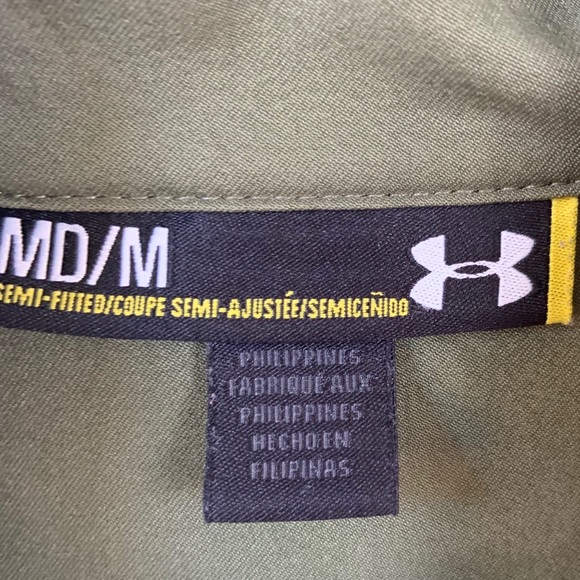 MD/M
SEMI-FITTED/COUPE SEMI-AJUSTÉE/SEMICEÑIDO
PHILIPPINES
FABRIQUÉ AUX
PHILIPPINES
HECHO EN
FILIPINAS